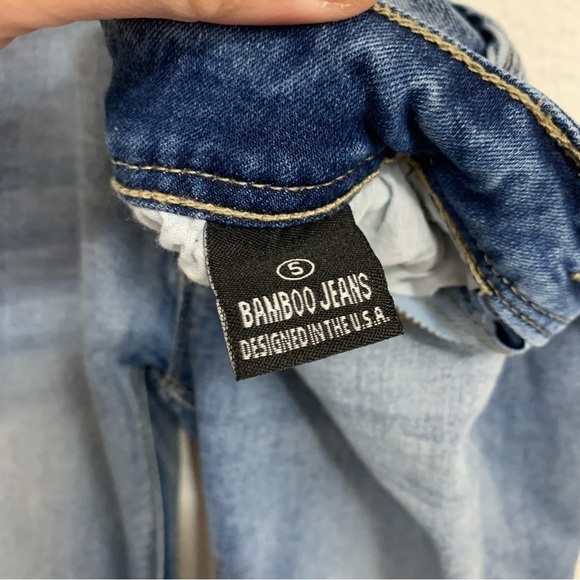 5
BAMBOO JEANS
DESIGNED IN THE U.S.A.